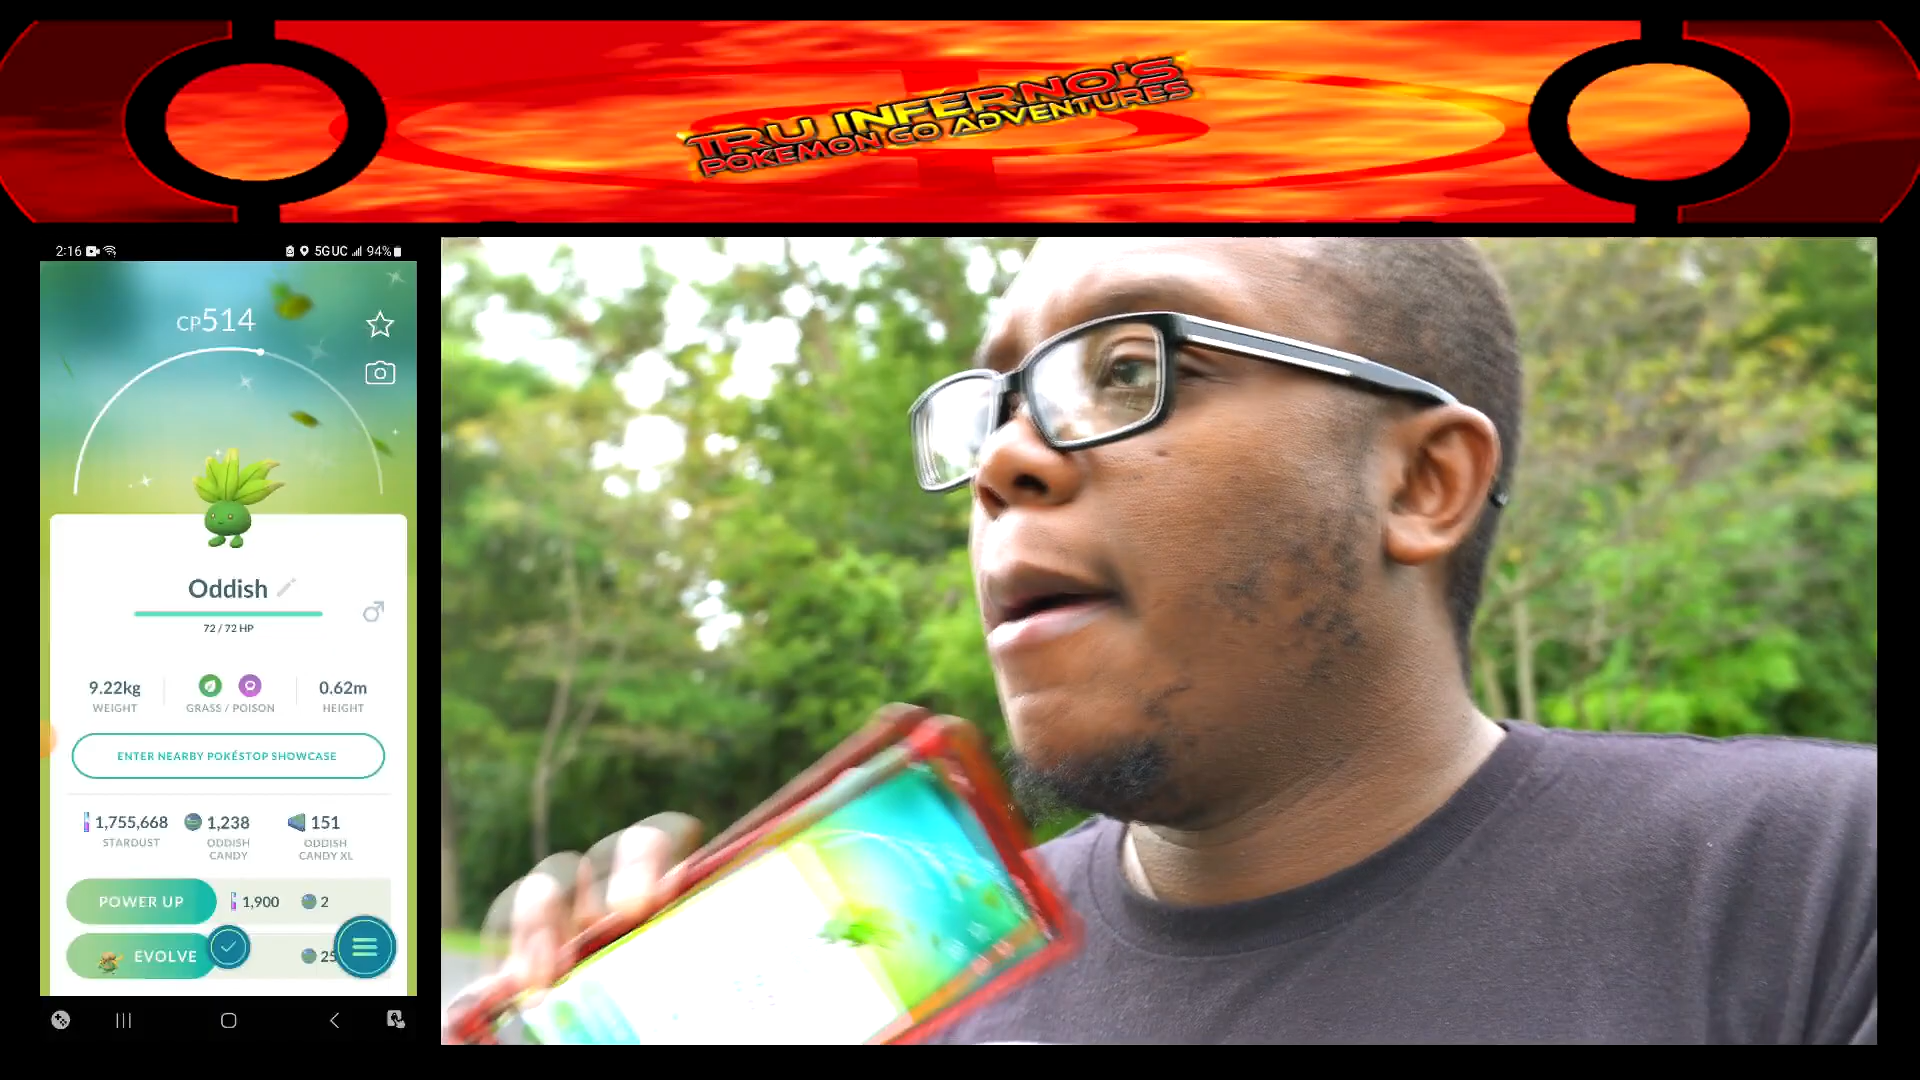 TRU INFERNO'S
POKEMON GO ADVENTURES
2:16
5GUC 94%
CP514
Oddish
72 / 72 HP
9.22kg
WEIGHT
GRASS / POISON
0.62m
HEIGHT
ENTER NEARBY POKÉSTOP SHOWCASE
1,755,668
STARDUST
1,238
ODDISH
CANDY
151
ODDISH
CANDY XL
POWER UP 1,900 2
EVOLVE 25